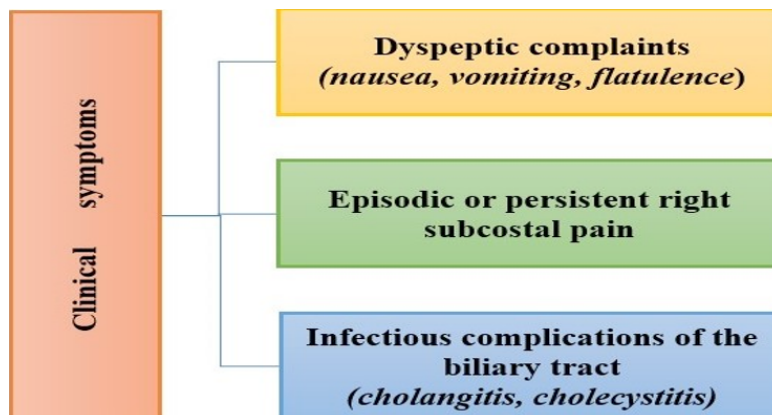 Clinical symptoms
Dyspeptic complaints
(nausea, vomiting, flatulence)
Episodic or persistent right
subcostal pain
Infectious complications of the
biliary tract
(cholangitis, cholecystitis)